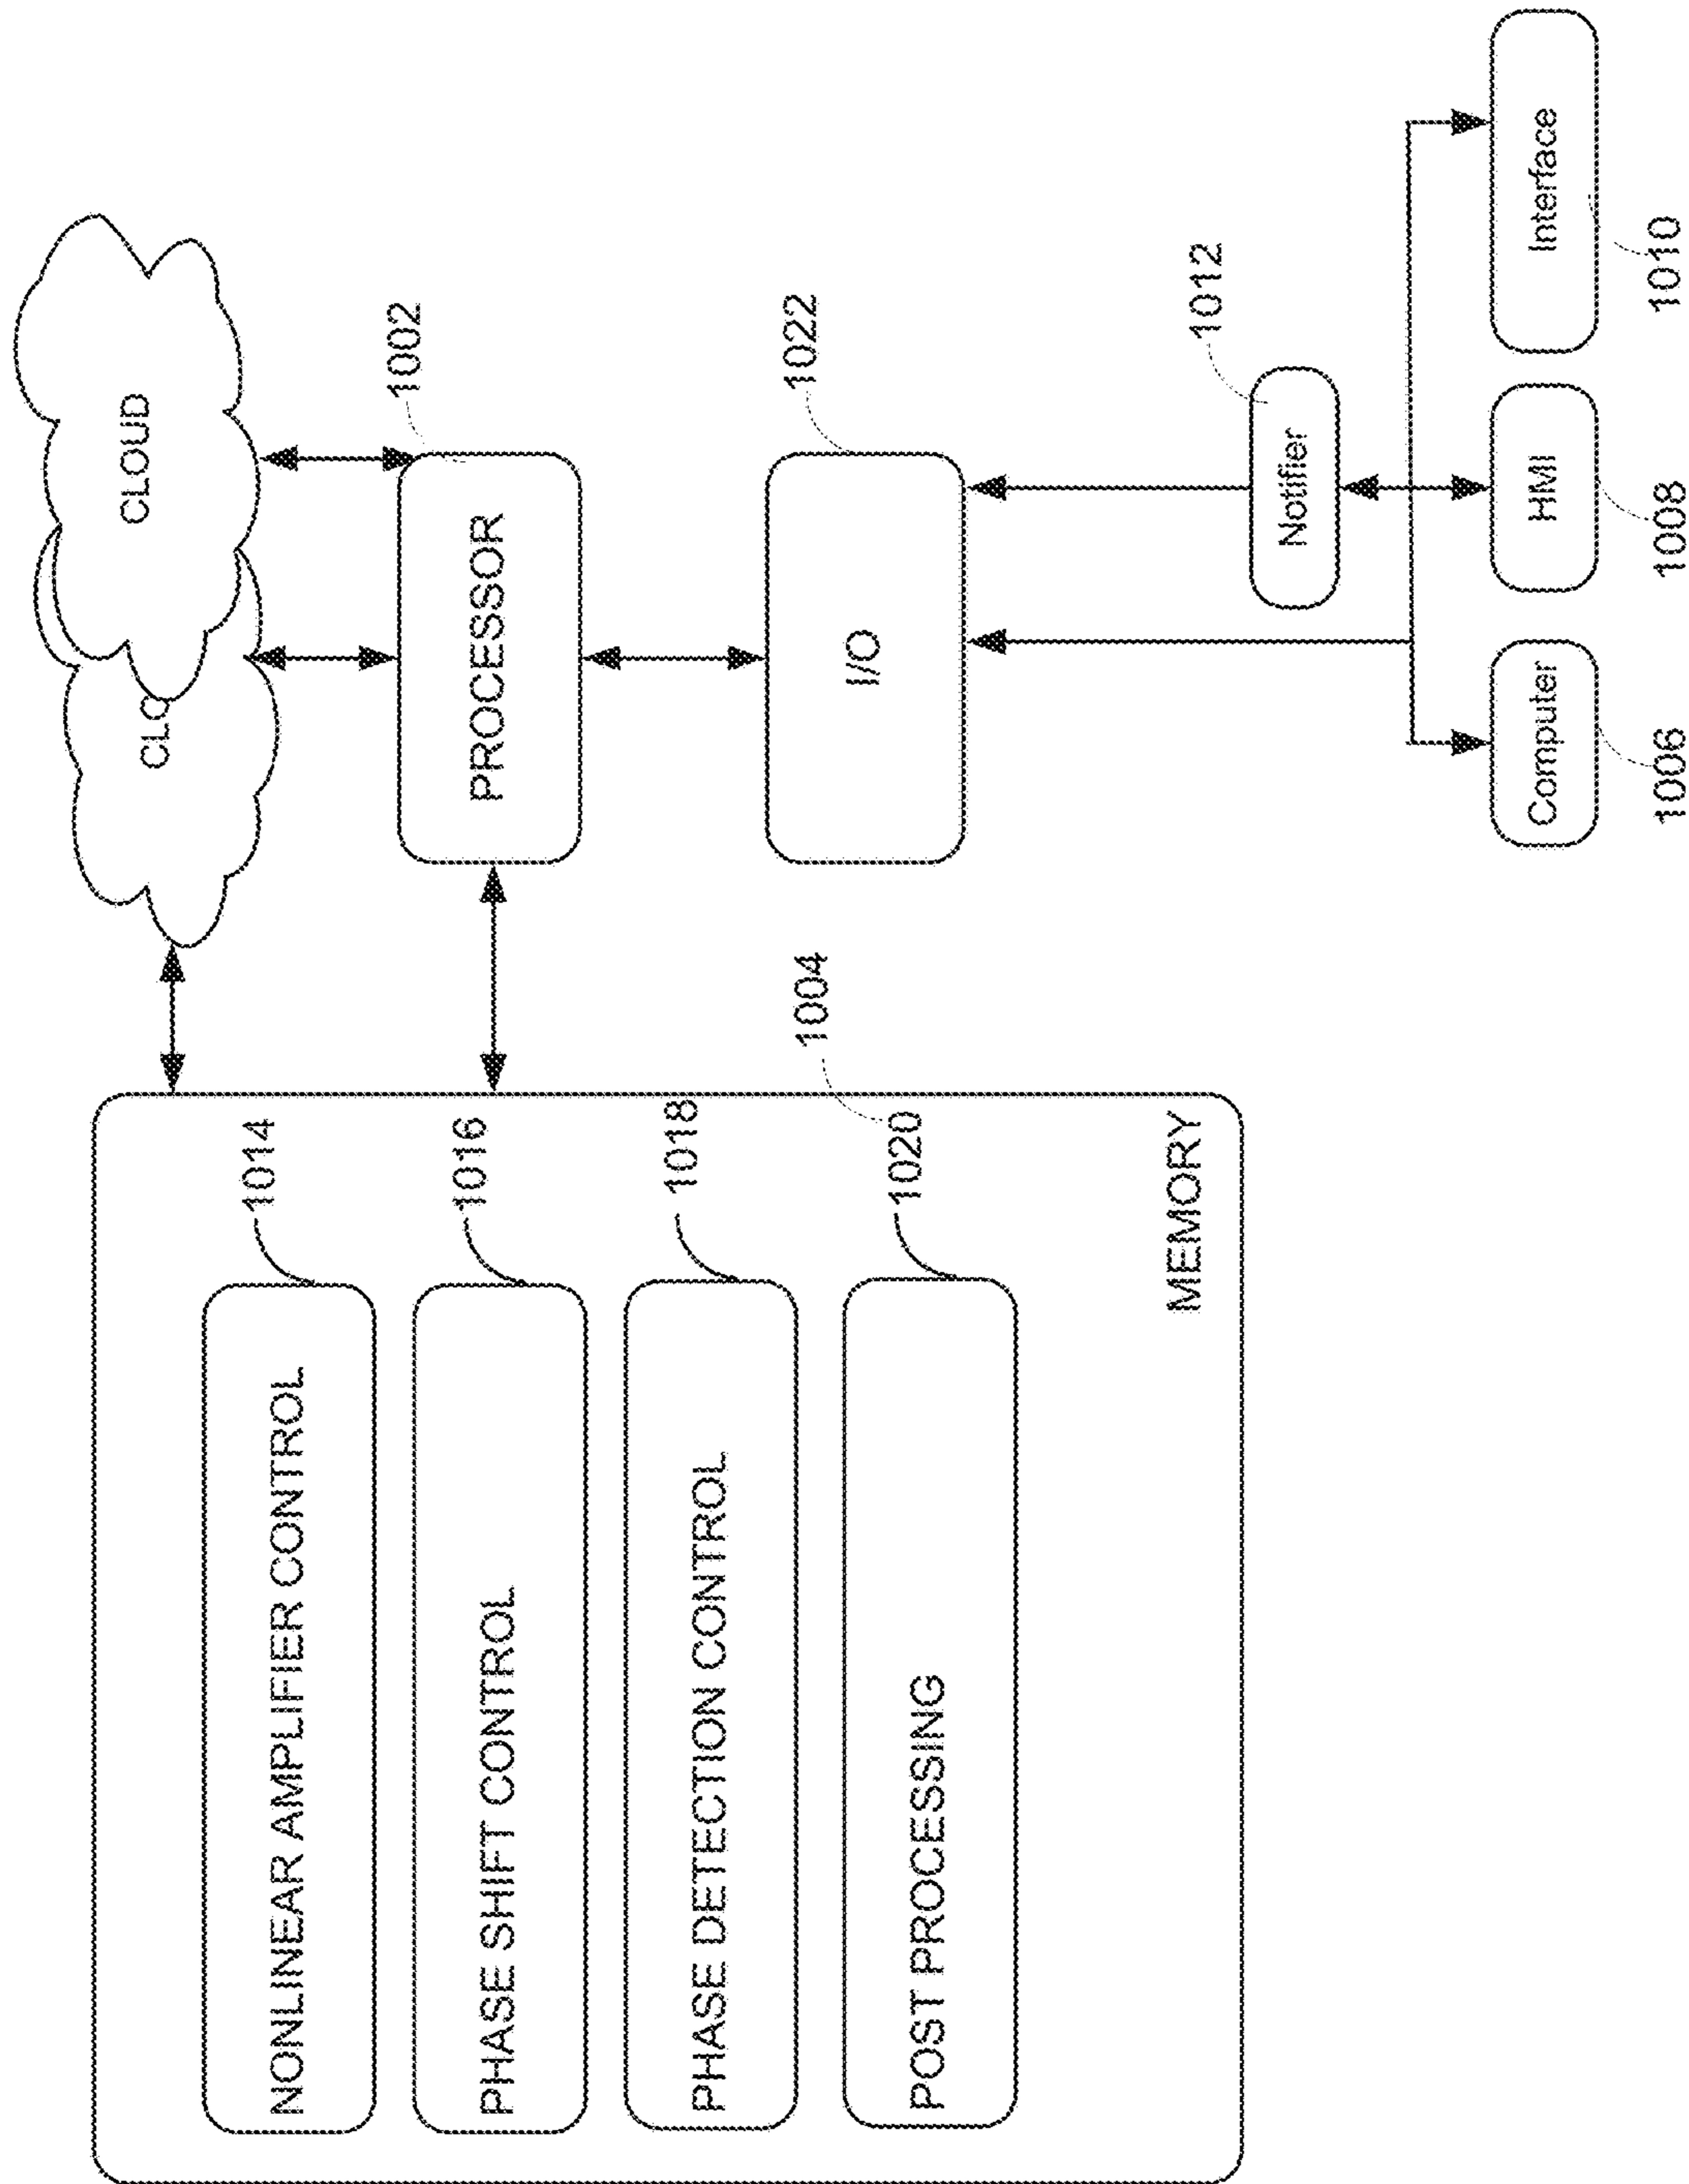 NONLINEAR AMPLIFIER CONTROL
1014
PHASE SHIFT CONTROL
1016
PHASE DETECTION CONTROL
1018
POST PROCESSING
1020
MEMORY
1004
CLO
CLOUD
PROCESSOR
1002
I/O
1022
Notifier
1012
Computer
1006
HMI
1008
Interface
1010